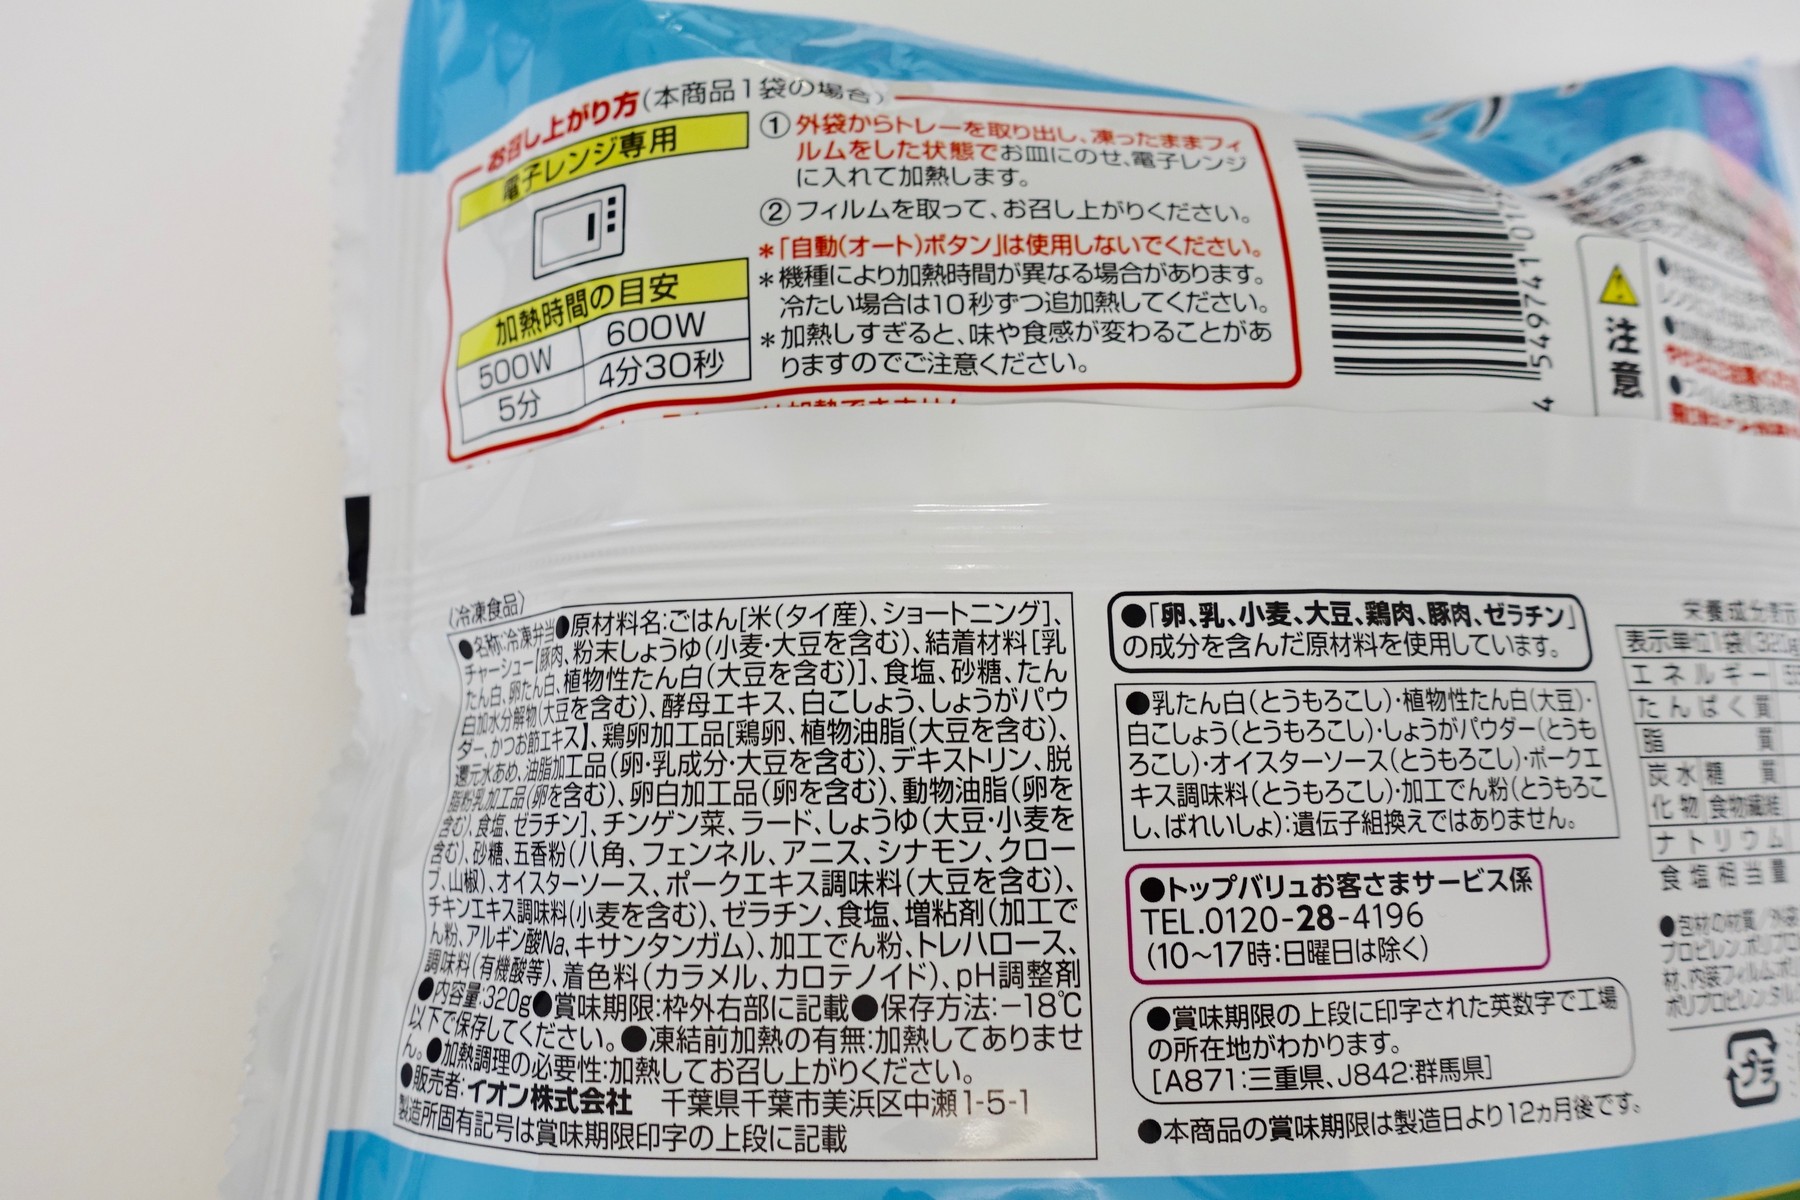 お召し上がり方(本商品1袋の場合)
電子レンジ専用
加熱時間の目安
500W 600W
5分 4分30秒
① 外袋からトレーを取り出し、凍ったままフィ
ルムをした状態でお皿にのせ、電子レンジ
に入れて加熱します。
② フィルムを取って、お召し上がりください。
*「自動(オート)ボタン」は使用しないでください。
*機種により加熱時間が異なる場合があります。
冷たい場合は10秒ずつ追加熱してください。
*加熱しすぎると、味や食感が変わることがあ
りますのでご注意ください。
4 549741 01
注意
〈冷凍食品〉
●名称:冷凍弁当●原材料名:ごはん[米(タイ産)、ショートニング]、
チャーシュー【豚肉、粉末しょうゆ(小麦・大豆を含む)、結着材料[乳
たん白、卵たん白、植物性たん白(大豆を含む)]、食塩、砂糖、たん
白加水分解物(大豆を含む)、酵母エキス、白こしょう、しょうがパウ
ダー、かつお節エキス】、鶏卵加工品[鶏卵、植物油脂(大豆を含む)、
還元水あめ、油脂加工品(卵・乳成分・大豆を含む)、デキストリン、脱
脂粉乳加工品(卵を含む)、卵白加工品(卵を含む)、動物油脂(卵を
含む)、食塩、ゼラチン]、チンゲン菜、ラード、しょうゆ(大豆・小麦を
含む)、砂糖、五香粉(八角、フェンネル、アニス、シナモン、クロー
ブ、山椒)、オイスターソース、ポークエキス調味料(大豆を含む)、
チキンエキス調味料(小麦を含む)、ゼラチン、食塩、増粘剤(加工で
ん粉、アルギン酸Na、キサンタンガム)、加工でん粉、トレハロース、
調味料(有機酸等)、着色料(カラメル、カロテノイド)、pH調整剤
●内容量:320g●賞味期限:枠外右部に記載●保存方法:−18℃
以下で保存してください。●凍結前加熱の有無:加熱してありませ
ん。●加熱調理の必要性:加熱してお召し上がりください。
●販売者:イオン株式会社 千葉県千葉市美浜区中瀬1-5-1
製造所固有記号は賞味期限印字の上段に記載
●「卵、乳、小麦、大豆、鶏肉、豚肉、ゼラチン」
の成分を含んだ原材料を使用しています。
●乳たん白(とうもろこし)・植物性たん白(大豆)・
白こしょう(とうもろこし)・しょうがパウダー(とうも
ろこし)・オイスターソース(とうもろこし)・ポークエ
キス調味料(とうもろこし)・加工でん粉(とうもろこ
し、ばれいしょ):遺伝子組換えではありません。
●トップバリュお客さまサービス係
TEL.0120-28-4196
(10〜17時:日曜日は除く)
●賞味期限の上段に印字された英数字で工場
の所在地がわかります。
[A871:三重県、J842:群馬県]
●本商品の賞味期限は製造日より12ヵ月後です。
栄養成分表示
表示単位1袋(320g
エネルギー
たんぱく質
脂質
炭水 糖質
化物 食物繊維
ナトリウム
食塩相当量
●包材の材質/外袋
プラ